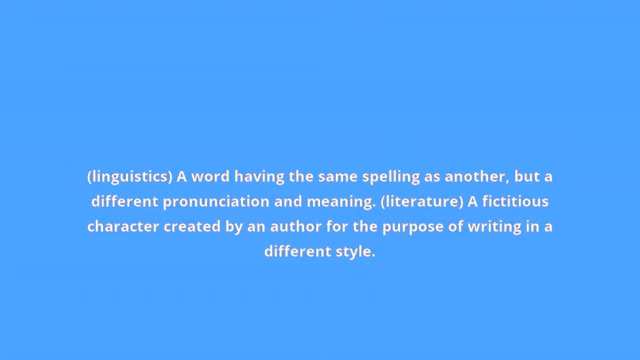 (linguistics) A word having the same spelling as another, but a
different pronunciation and meaning. (literature) A fictitious
character created by an author for the purpose of writing in a
different style.